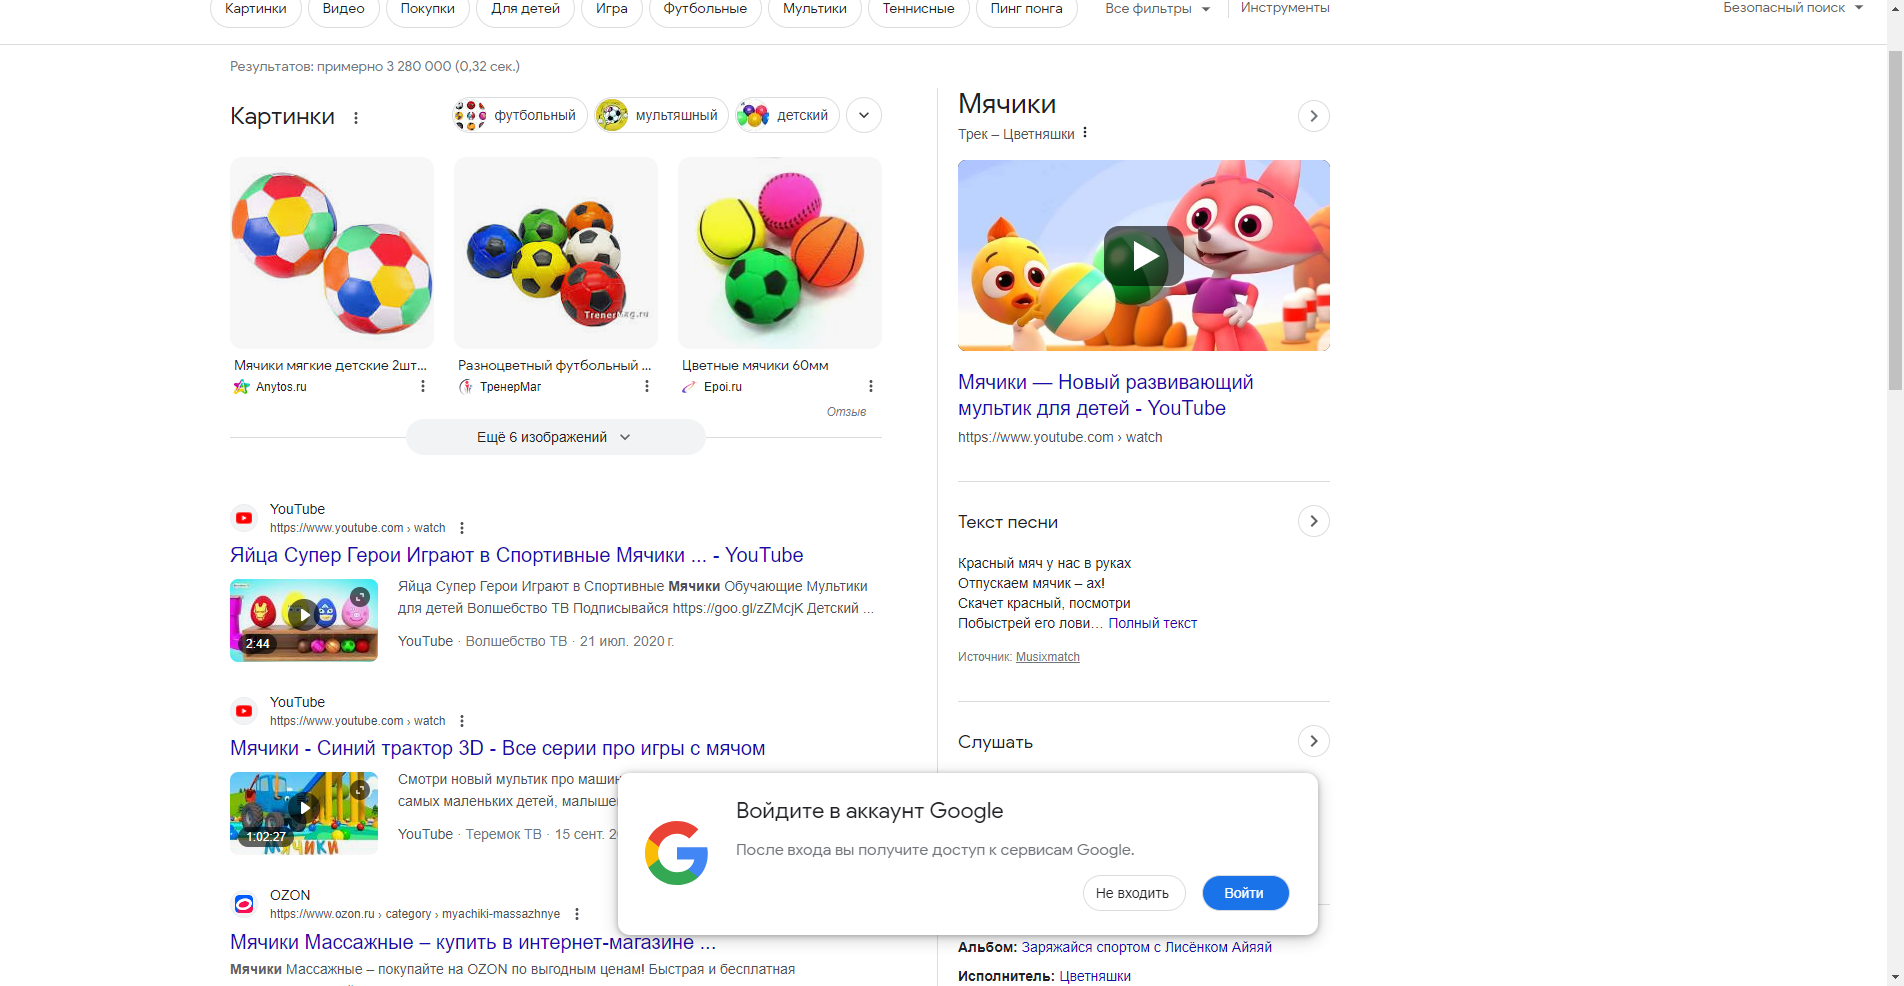 Картинки
Видео
Покупки
Для детей
Игра
Футбольные
Мультики
Теннисные
Пинг понга
Все фильтры
Инструменты
Безопасный поиск
Результатов: примерно 3 280 000 (0,32 сек.)
Картинки
футбольный
мультяшный
детский
TrenerMag.ru
Мячики мягкие детские 2шт...
Anytos.ru
Разноцветный футбольный ...
ТренерМаг
Цветные мячики 60мм
Epoi.ru
Отзыв
Ещё 6 изображений
YouTube
https://www.youtube.com › watch
Яйца Супер Герои Играют в Спортивные Мячики ... - YouTube
2:44
Яйца Супер Герои Играют в Спортивные Мячики Обучающие Мультики
для детей Волшебство ТВ Подписывайся https://goo.gl/zZMcjK Детский ...
YouTube · Волшебство ТВ · 21 июл. 2020 г.
YouTube
https://www.youtube.com › watch
Мячики - Синий трактор 3D - Все серии про игры с мячом
1:02:27
МЯЧИКИ
Смотри новый мультик про
самых маленьких детей,
YouTube · Теремок ТВ · 15 сент.
OZON
https://www.ozon.ru › category › myachiki-massazhnye
Мячики Массажные – купить в интернет-магазине ...
Мячики Массажные – покупайте на OZON по выгодным ценам! Быстрая и бесплатная
Мячики
Трек – Цветняшки
Мячики — Новый развивающий
мультик для детей - YouTube
https://www.youtube.com › watch
Текст песни
Красный мяч у нас в руках
Отпускаем мячик – ах!
Скачет красный, посмотри
Побыстрей его лови… Полный текст
Источник: Musixmatch
Слушать
Войдите в аккаунт Google
После входа вы получите доступ к сервисам Google.
Не входить
Войти
Альбом: Заряжайся спортом с Лисёнком Айяяй
Исполнитель: Цветняшки